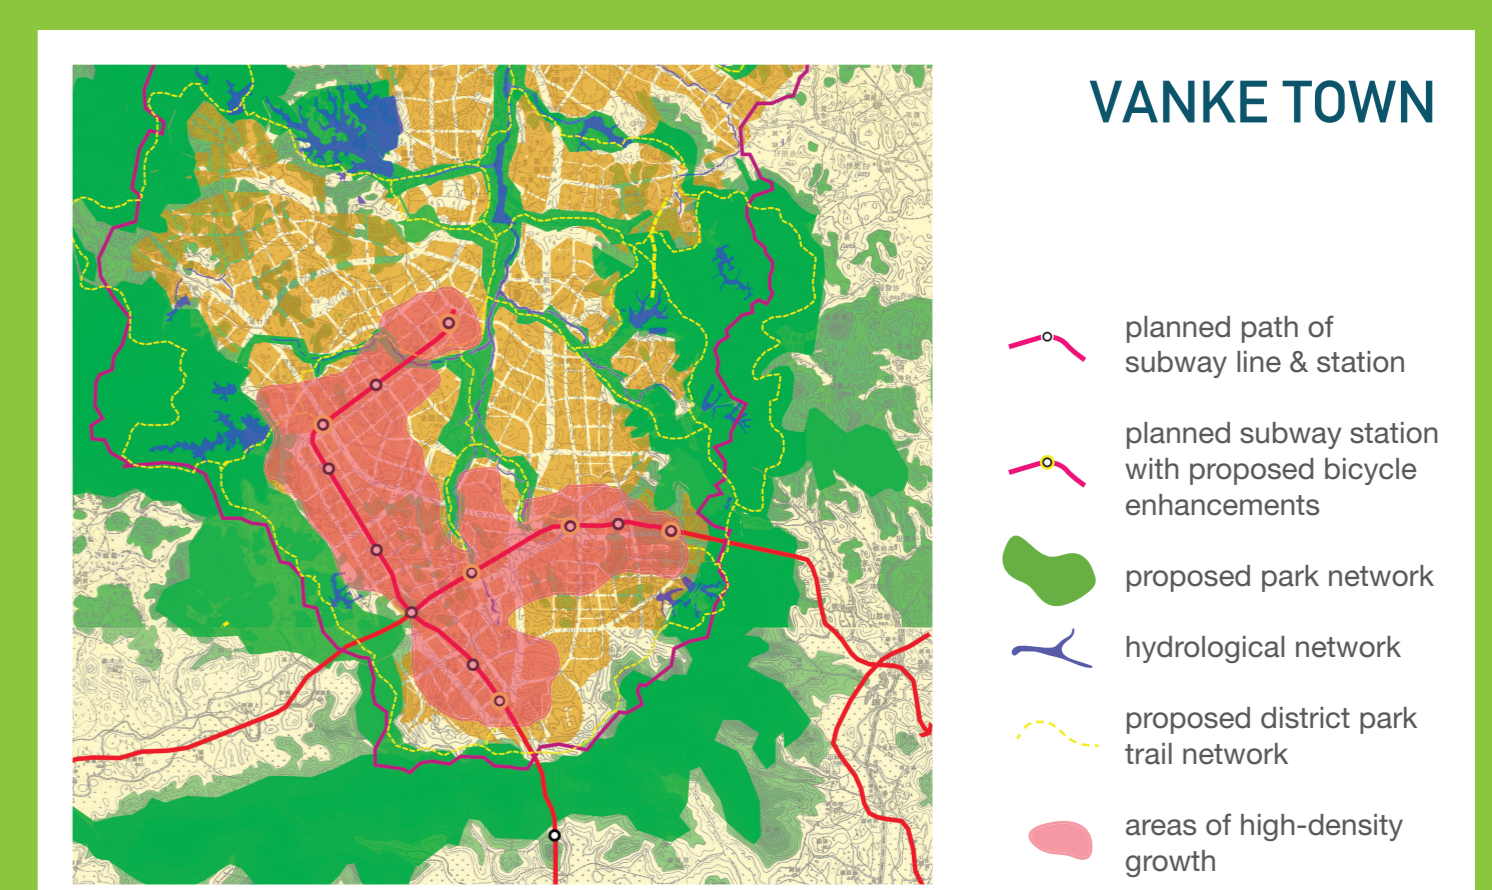 VANKE TOWN
planned path of
subway line & station
planned subway station
with proposed bicycle
enhancements
proposed park network
hydrological network
proposed district park
trail network
areas of high-density
growth